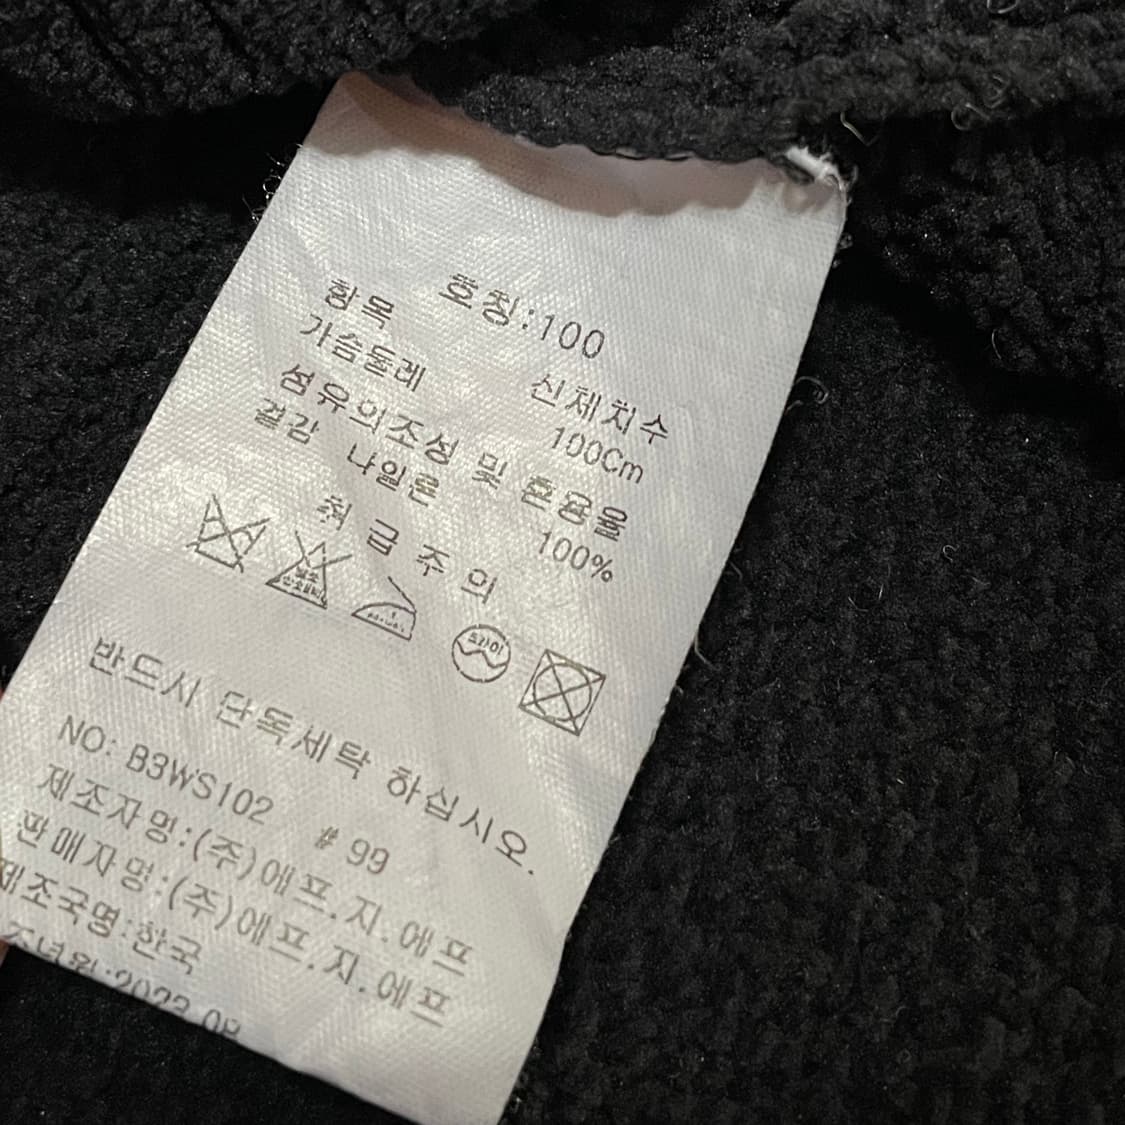 호칭:100
항목 신체치수
가슴둘레 100Cm
섬유의조성 및 혼용율
겉감 나일론 100%
취 급 주 의
드라이
반드시 단독세탁 하십시오.
NO: B3WS102 # 99
제조자명:(주)에프.지.에프
판매자명:(주)에프.지.에프
제조국명:한국